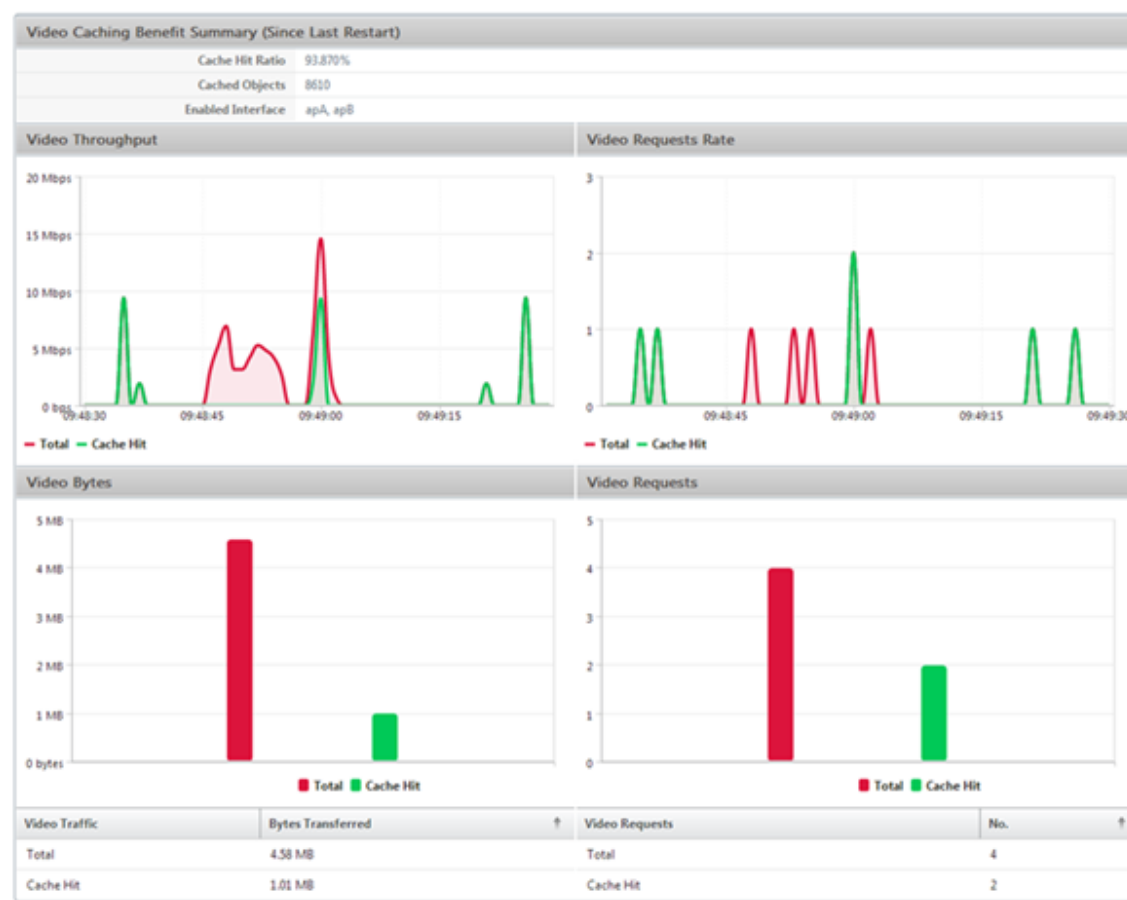 Video Caching Benefit Summary (Since Last Restart)
Cache Hit Ratio 93.870%
Cached Objects 8610
Enabled Interface apA, apB
Video Throughput
20 Mbps
15 Mbps
10 Mbps
5 Mbps
0 bps
09:48:30 09:48:45 09:49:00 09:49:15
Total Cache Hit
Video Requests Rate
3
2
1
0
09:48:45 09:49:00 09:49:15 09:49:30
Total Cache Hit
Video Bytes
5 MB
4 MB
3 MB
2 MB
1 MB
0 bytes
Total Cache Hit
Video Requests
5
4
3
2
1
0
Total Cache Hit
Video Traffic Bytes Transferred ↑
Total 4.58 MB
Cache Hit 1.01 MB
Video Requests No. ↑
Total 4
Cache Hit 2